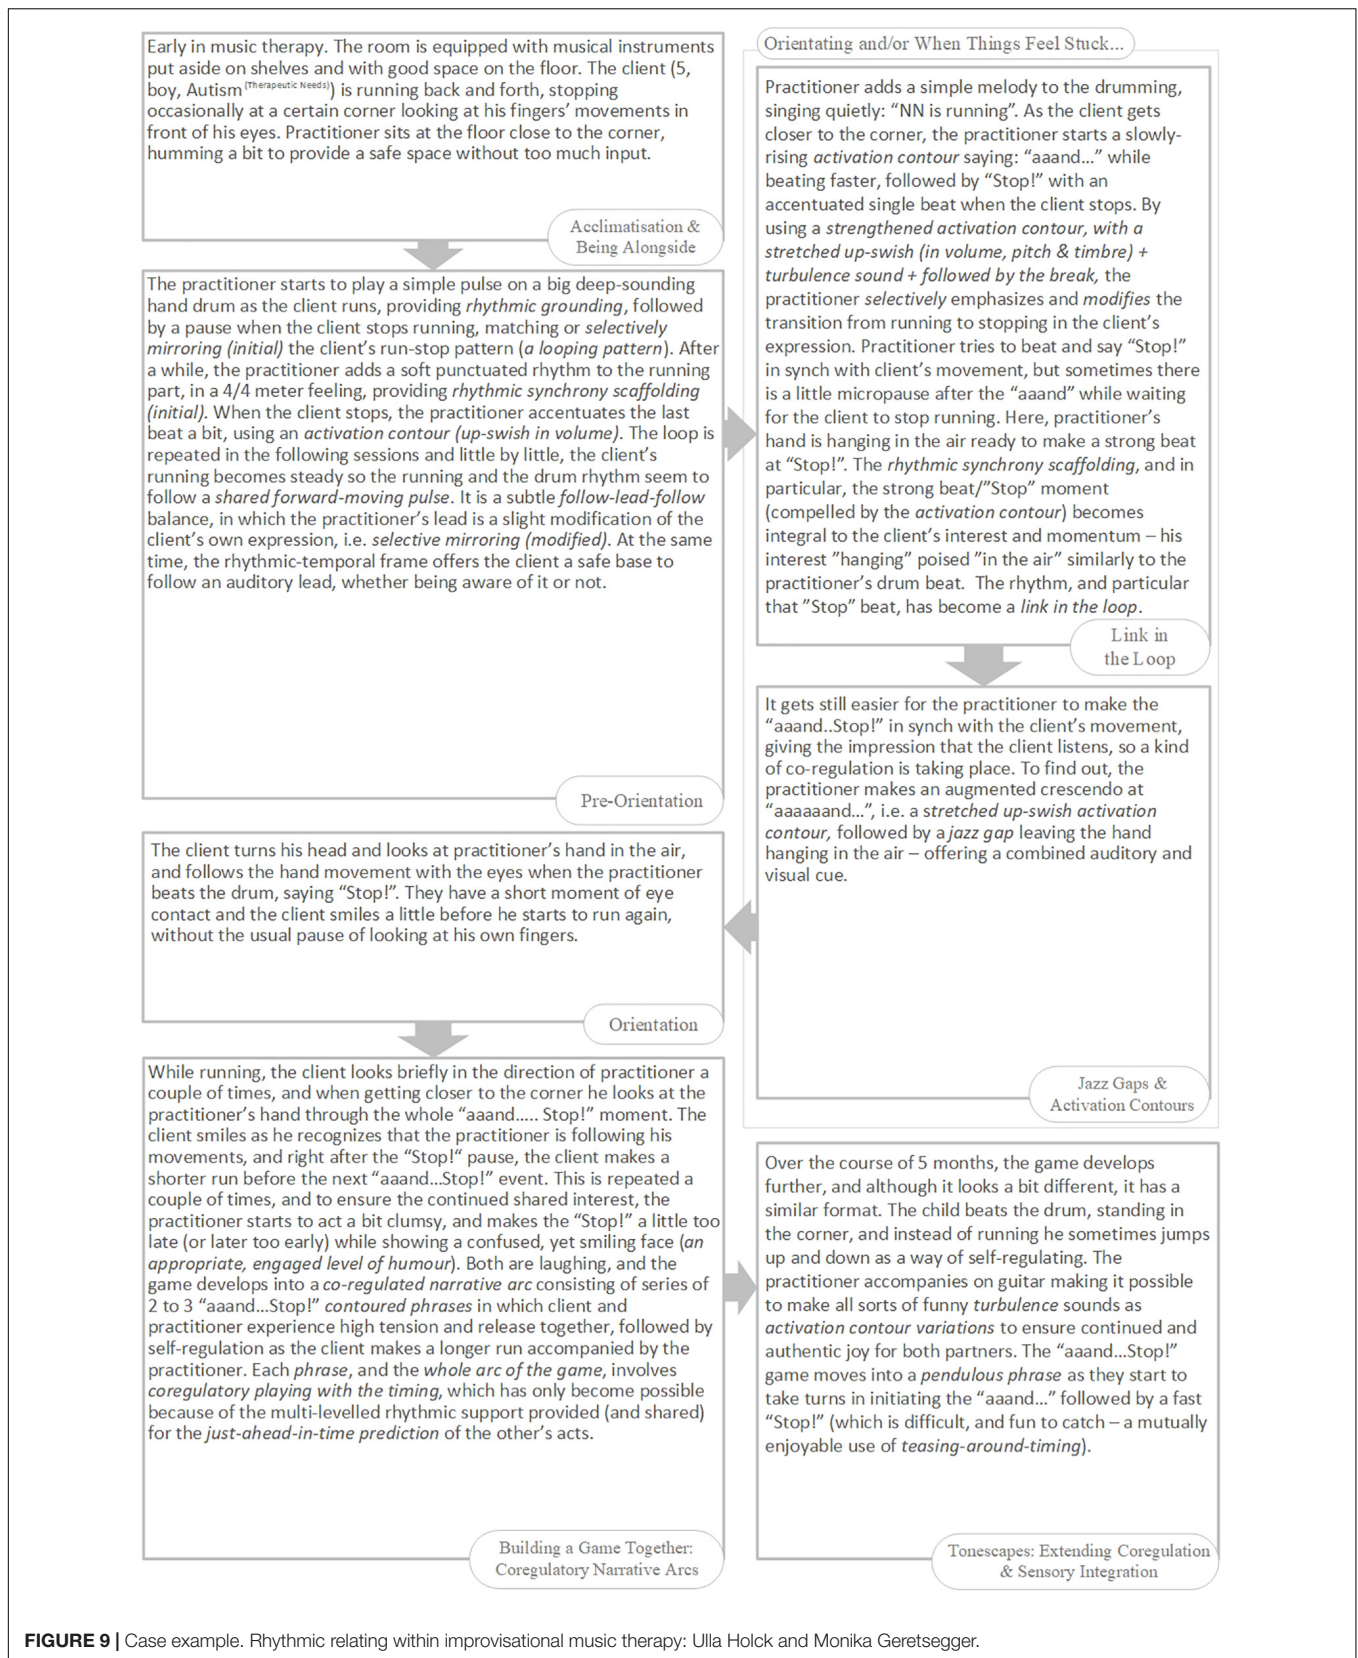 Early in music therapy. The room is equipped with musical instruments
put aside on shelves and with good space on the floor. The client (5,
boy, Autism (Therapeutic Needs)) is running back and forth, stopping
occasionally at a certain corner looking at his fingers’ movements in
front of his eyes. Practitioner sits at the floor close to the corner,
humming a bit to provide a safe space without too much input.
Acclimatisation &
Being Alongside
The practitioner starts to play a simple pulse on a big deep-sounding
hand drum as the client runs, providing rhythmic grounding, followed
by a pause when the client stops running, matching or selectively
mirroring (initial) the client’s run-stop pattern (a looping pattern). After
a while, the practitioner adds a soft punctuated rhythm to the running
part, in a 4/4 meter feeling, providing rhythmic synchrony scaffolding
(initial). When the client stops, the practitioner accentuates the last
beat a bit, using an activation contour (up-swish in volume). The loop is
repeated in the following sessions and little by little, the client’s
running becomes steady so the running and the drum rhythm seem to
follow a shared forward-moving pulse. It is a subtle follow-lead-follow
balance, in which the practitioner’s lead is a slight modification of the
client’s own expression, i.e. selective mirroring (modified). At the same
time, the rhythmic-temporal frame offers the client a safe base to
follow an auditory lead, whether being aware of it or not.
Pre-Orientation
Orientating and/or When Things Feel Stuck...
Practitioner adds a simple melody to the drumming,
singing quietly: “NN is running”. As the client gets
closer to the corner, the practitioner starts a slowly-
rising activation contour saying: “aaand…” while
beating faster, followed by “Stop!” with an
accentuated single beat when the client stops. By
using a strengthened activation contour, with a
stretched up-swish (in volume, pitch & timbre) +
turbulence sound + followed by the break, the
practitioner selectively emphasizes and modifies the
transition from running to stopping in the client’s
expression. Practitioner tries to beat and say “Stop!”
in synch with client’s movement, but sometimes there
is a little micropause after the “aaand” while waiting
for the client to stop running. Here, practitioner’s
hand is hanging in the air ready to make a strong beat
at “Stop!”. The rhythmic synchrony scaffolding, and in
particular, the strong beat/”Stop” moment
(compelled by the activation contour) becomes
integral to the client’s interest and momentum – his
interest ”hanging” poised ”in the air” similarly to the
practitioner’s drum beat. The rhythm, and particular
that ”Stop” beat, has become a link in the loop.
Link in
the Loop
It gets still easier for the practitioner to make the
“aaand..Stop!” in synch with the client’s movement,
giving the impression that the client listens, so a kind
of co-regulation is taking place. To find out, the
practitioner makes an augmented crescendo at
“aaaaaand…”, i.e. a stretched up-swish activation
contour, followed by a jazz gap leaving the hand
hanging in the air – offering a combined auditory and
visual cue.
Jazz Gaps &
Activation Contours
The client turns his head and looks at practitioner’s hand in the air,
and follows the hand movement with the eyes when the practitioner
beats the drum, saying “Stop!”. They have a short moment of eye
contact and the client smiles a little before he starts to run again,
without the usual pause of looking at his own fingers.
Orientation
While running, the client looks briefly in the direction of practitioner a
couple of times, and when getting closer to the corner he looks at the
practitioner’s hand through the whole “aaand….. Stop!” moment. The
client smiles as he recognizes that the practitioner is following his
movements, and right after the “Stop!“ pause, the client makes a
shorter run before the next “aaand…Stop!” event. This is repeated a
couple of times, and to ensure the continued shared interest, the
practitioner starts to act a bit clumsy, and makes the “Stop!” a little too
late (or later too early) while showing a confused, yet smiling face (an
appropriate, engaged level of humour). Both are laughing, and the
game develops into a co-regulated narrative arc consisting of series of
2 to 3 “aaand…Stop!” contoured phrases in which client and
practitioner experience high tension and release together, followed by
self-regulation as the client makes a longer run accompanied by the
practitioner. Each phrase, and the whole arc of the game, involves
coregulatory playing with the timing, which has only become possible
because of the multi-levelled rhythmic support provided (and shared)
for the just-ahead-in-time prediction of the other’s acts.
Building a Game Together:
Coregulatory Narrative Arcs
Over the course of 5 months, the game develops
further, and although it looks a bit different, it has a
similar format. The child beats the drum, standing in
the corner, and instead of running he sometimes jumps
up and down as a way of self-regulating. The
practitioner accompanies on guitar making it possible
to make all sorts of funny turbulence sounds as
activation contour variations to ensure continued and
authentic joy for both partners. The “aaand…Stop!”
game moves into a pendulous phrase as they start to
take turns in initiating the “aaand…” followed by a fast
“Stop!” (which is difficult, and fun to catch – a mutually
enjoyable use of teasing-around-timing).
Tonescapes: Extending Coregulation
& Sensory Integration
FIGURE 9 | Case example. Rhythmic relating within improvisational music therapy: Ulla Holck and Monika Geretsegger.